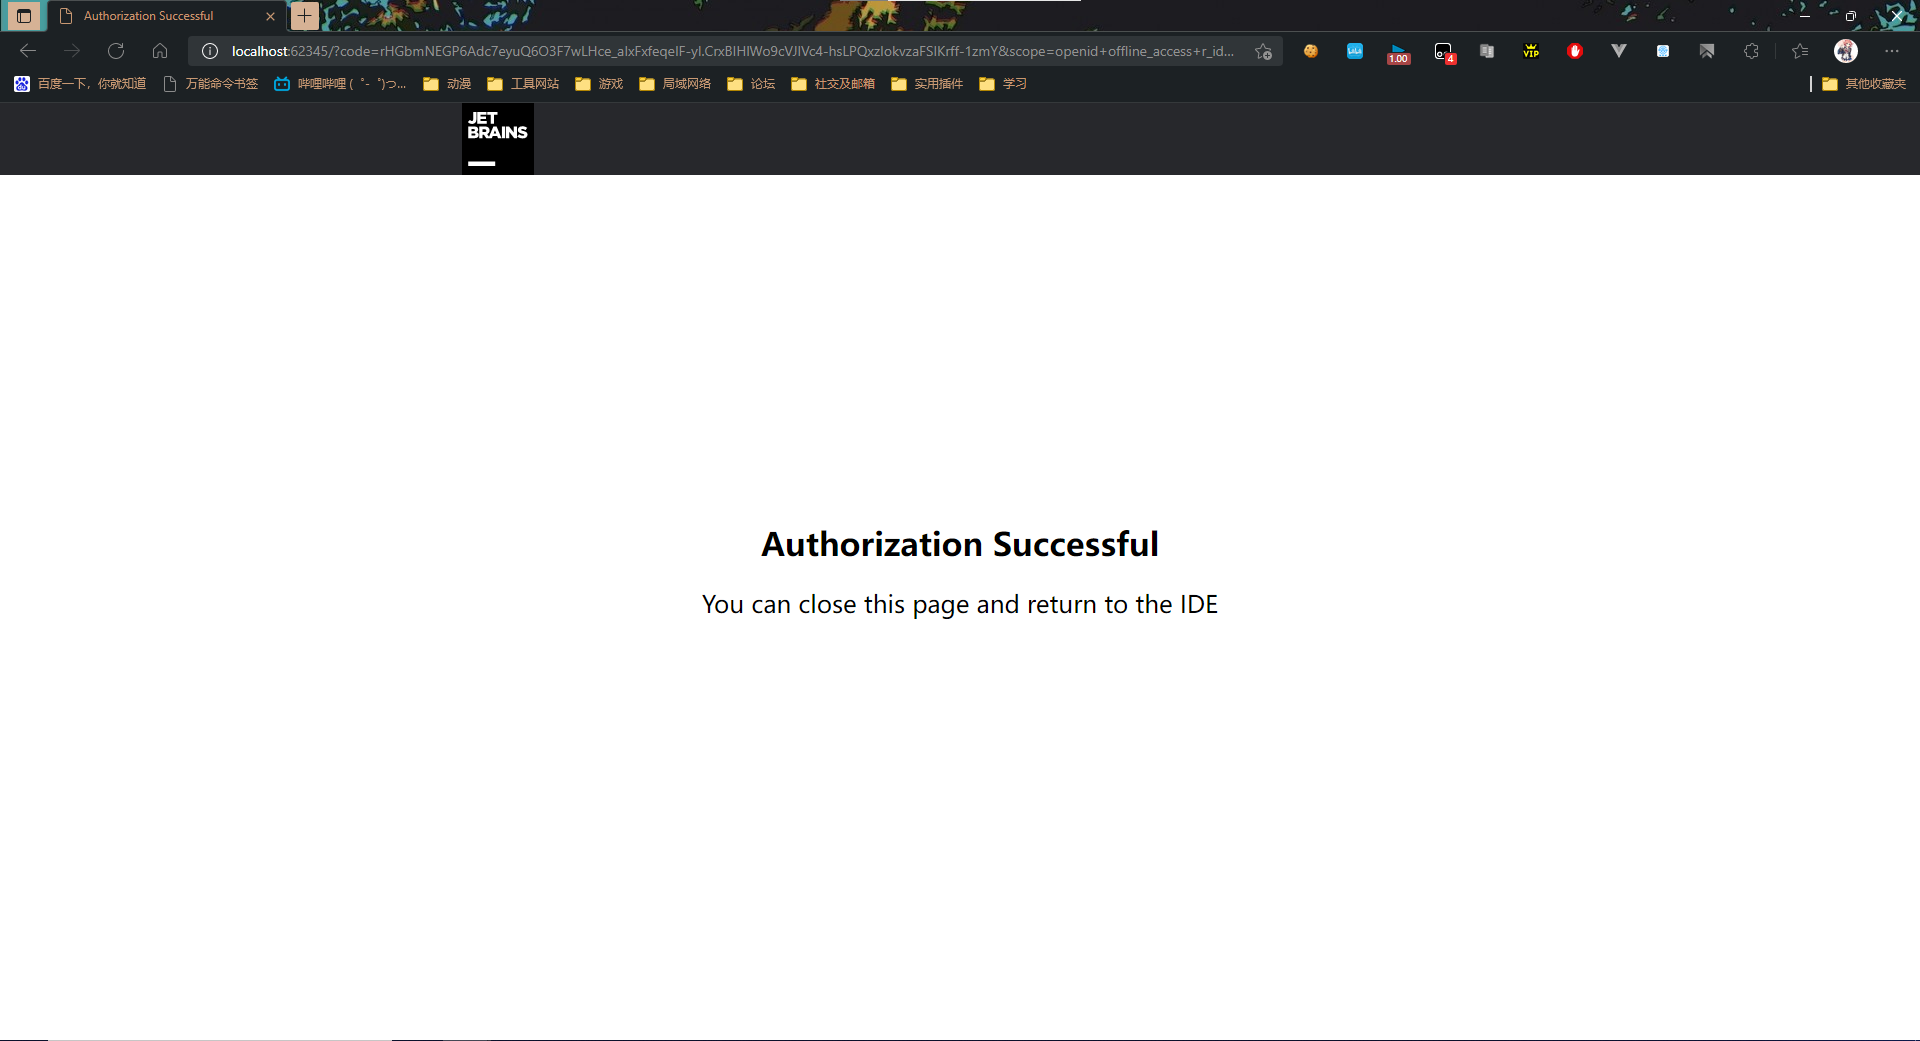 Authorization Successful
localhost:62345/?code=rHGbmNEGP6Adc7eyuQ6O3F7wLHce_aIxFxfeqeIF-yI.CrxBIHIWo9cVJIVc4-hsLPQxzIokvzaFSIKrff-1zmY&scope=openid+offline_access+r_id...
1.00
4
VIP
百度一下，你就知道
万能命令书签
哔哩哔哩 (゜-゜)つ...
动漫
工具网站
游戏
局域网络
论坛
社交及邮箱
实用插件
学习
其他收藏夹
JET
BRAINS
Authorization Successful
You can close this page and return to the IDE